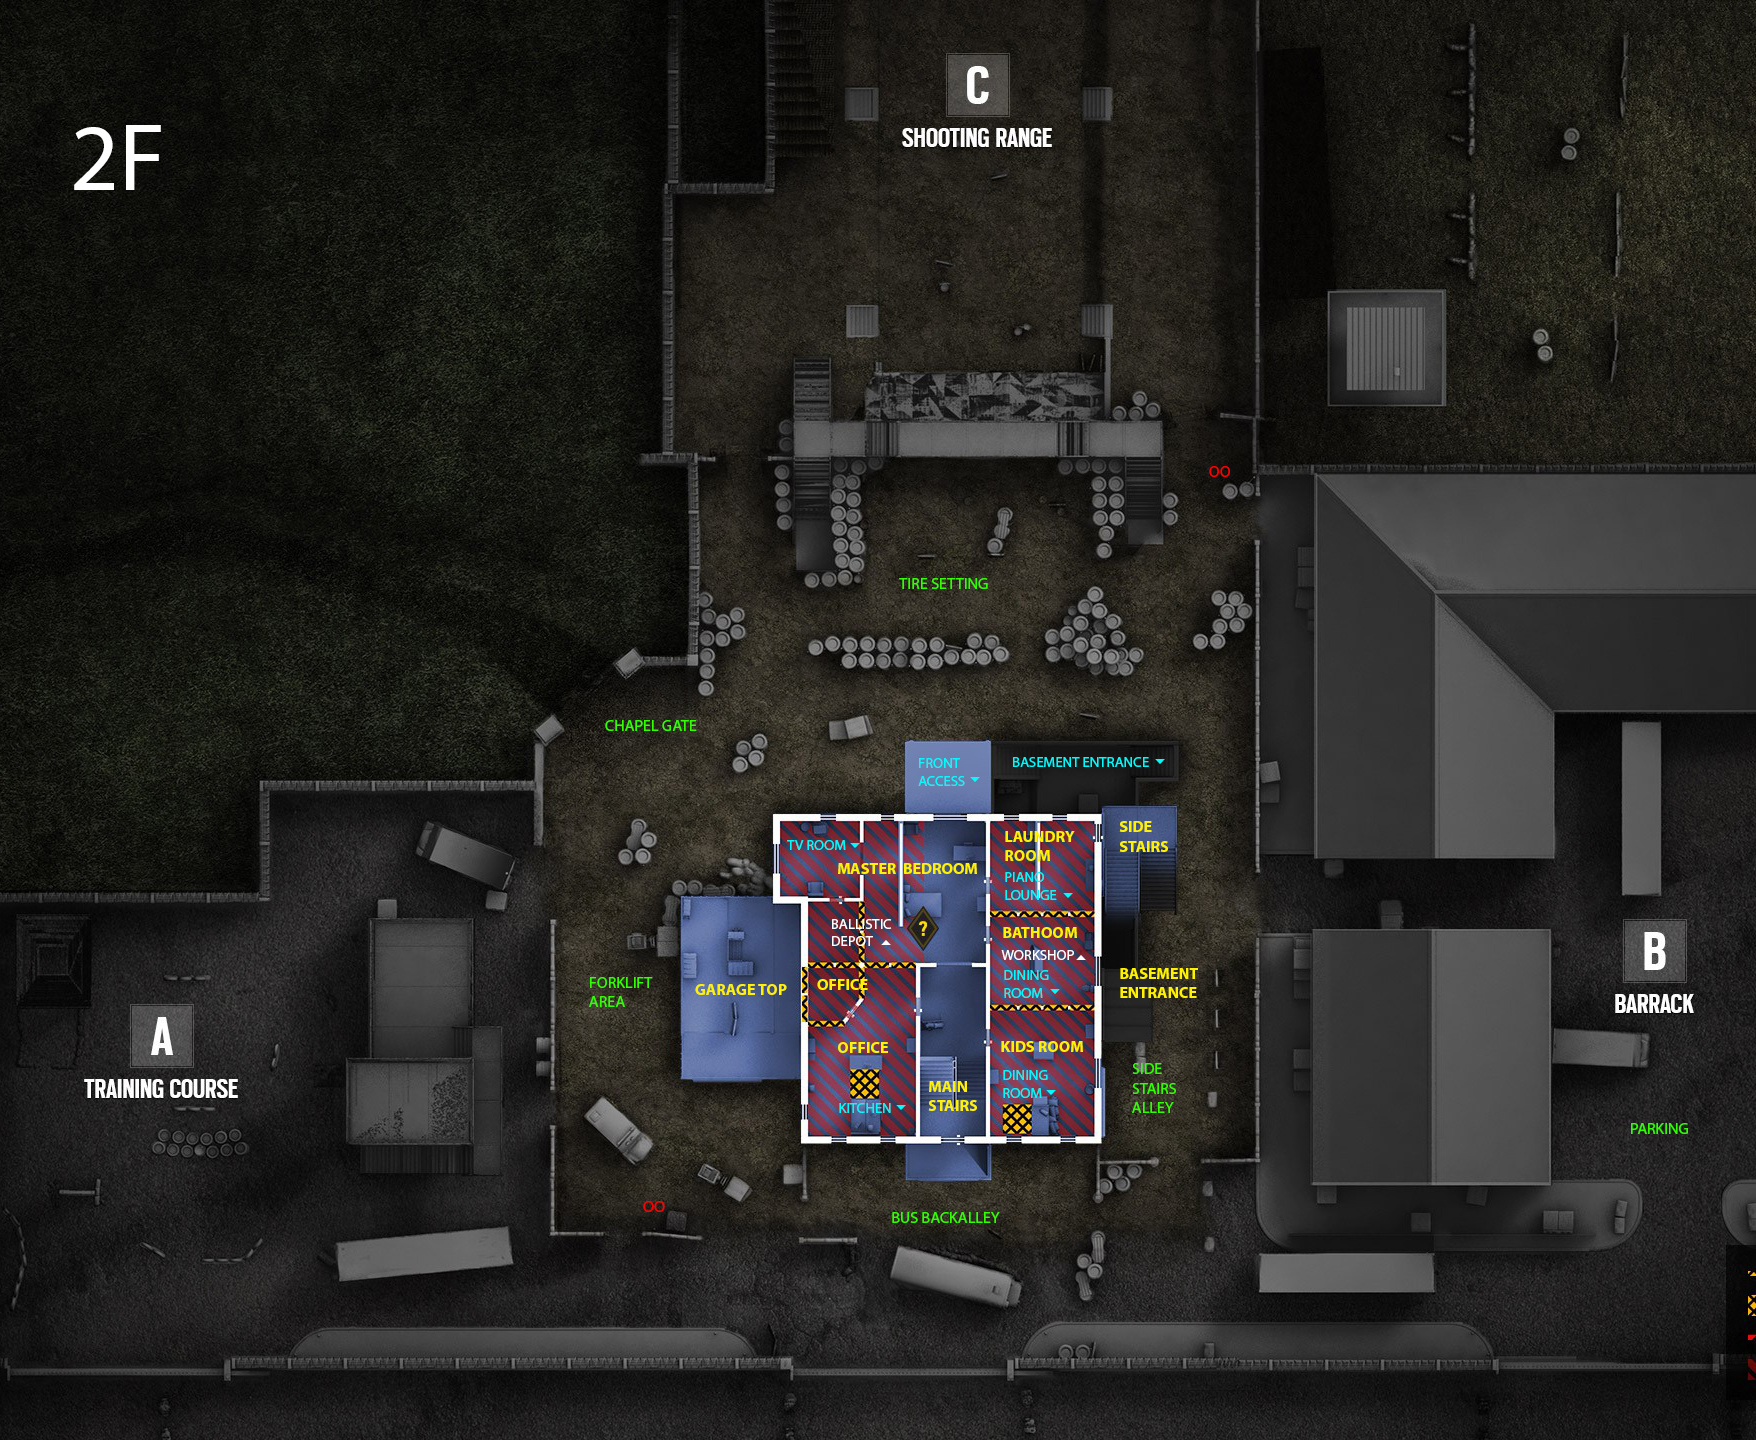 C
SHOOTING RANGE
2F
OO
TIRE SETTING
CHAPEL GATE
FRONT
ACCESS
BASEMENT ENTRANCE
TV ROOM
MASTER BEDROOM
LAUNDRY
ROOM
PIANO
LOUNGE
SIDE
STAIRS
BALLISTIC
DEPOT
?
BATHOOM
WORKSHOP
DINING
ROOM
BASEMENT
ENTRANCE
FORKLIFT
AREA
GARAGE TOP
OFFICE
OFFICE
KITCHEN
MAIN
STAIRS
KIDS ROOM
DINING
ROOM
SIDE
STAIRS
ALLEY
A
TRAINING COURSE
B
BARRACK
PARKING
OO
BUS BACKALLEY